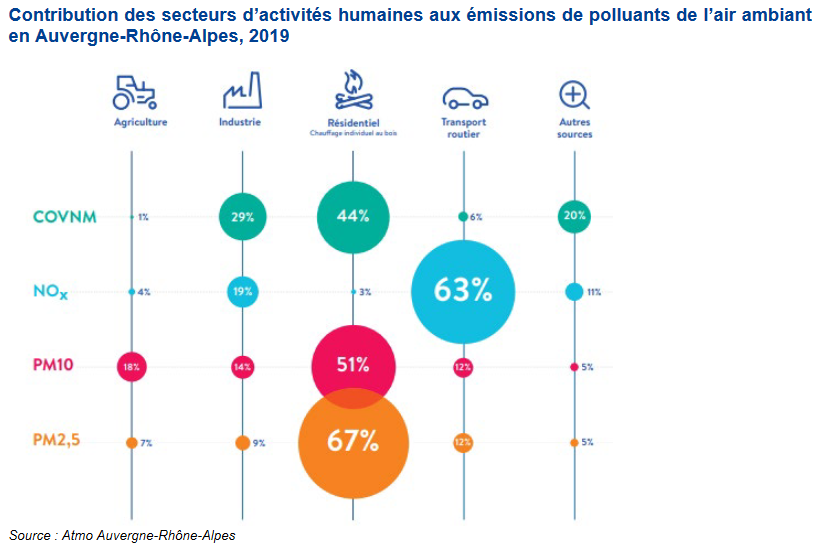 Contribution des secteurs d’activités humaines aux émissions de polluants de l’air ambiant
en Auvergne-Rhône-Alpes, 2019
Agriculture
Industrie
Résidentiel
Chauffage individuel au bois
Transport
routier
Autres
sources
COVNM
1%
29%
44%
6%
20%
NOx
4%
19%
3%
63%
11%
PM10
18%
14%
51%
12%
5%
PM2,5
7%
9%
67%
12%
5%
Source : Atmo Auvergne-Rhône-Alpes